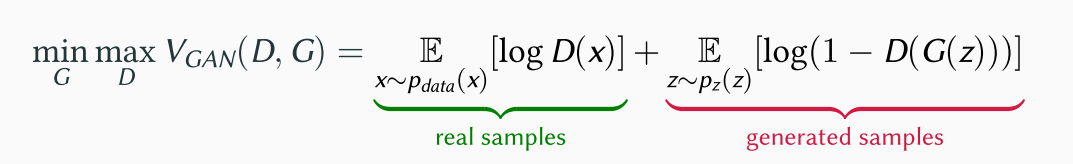 min max V_GAN(D, G) = 𝔼 [log D(x)] + 𝔼 [log(1 − D(G(z)))]
G D x∼p_data(x) z∼p_z(z)
real samples generated samples